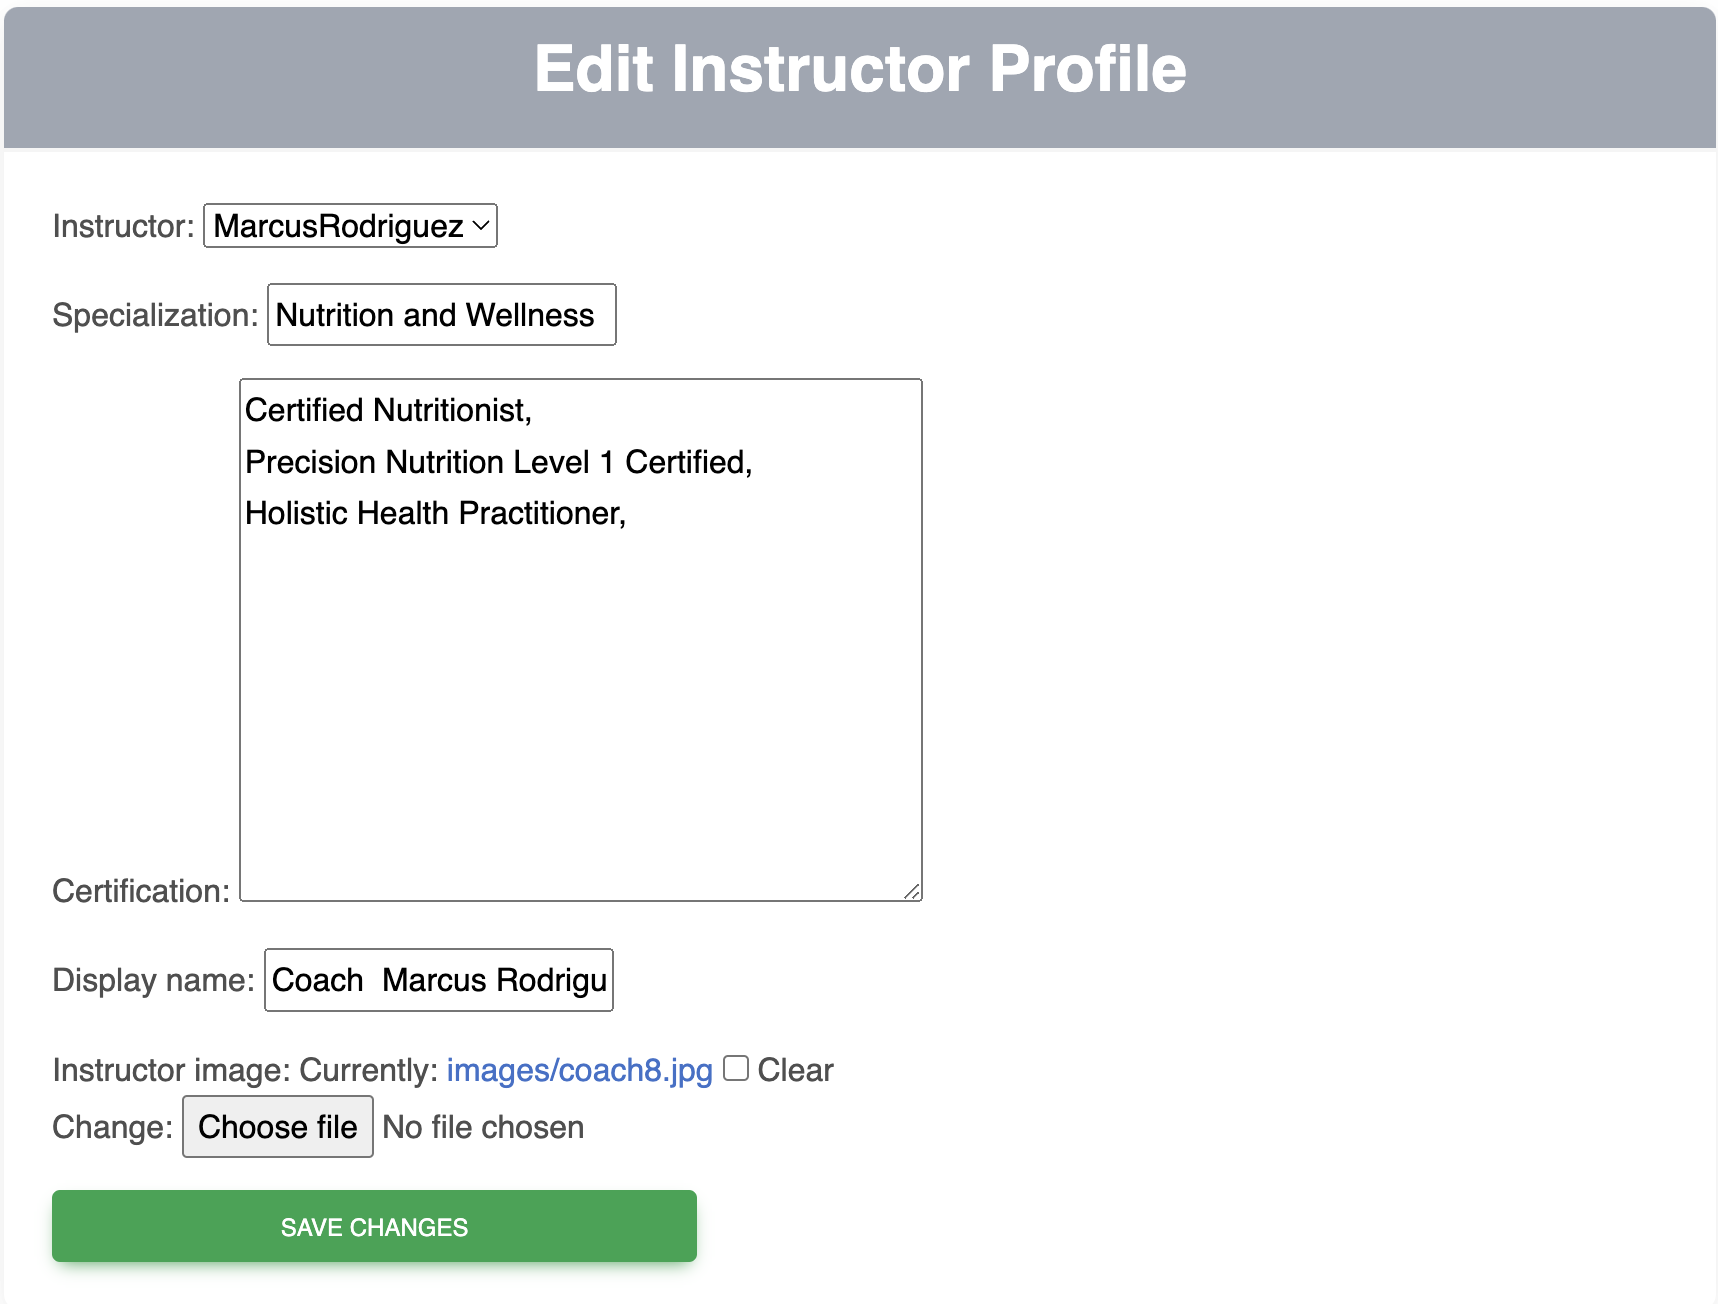 Edit Instructor Profile
Instructor: MarcusRodriguez
Specialization: Nutrition and Wellness
Certified Nutritionist,
Precision Nutrition Level 1 Certified,
Holistic Health Practitioner,
Certification:
Display name: Coach  Marcus Rodrigu
Instructor image: Currently: images/coach8.jpg Clear
Change: Choose file No file chosen
SAVE CHANGES